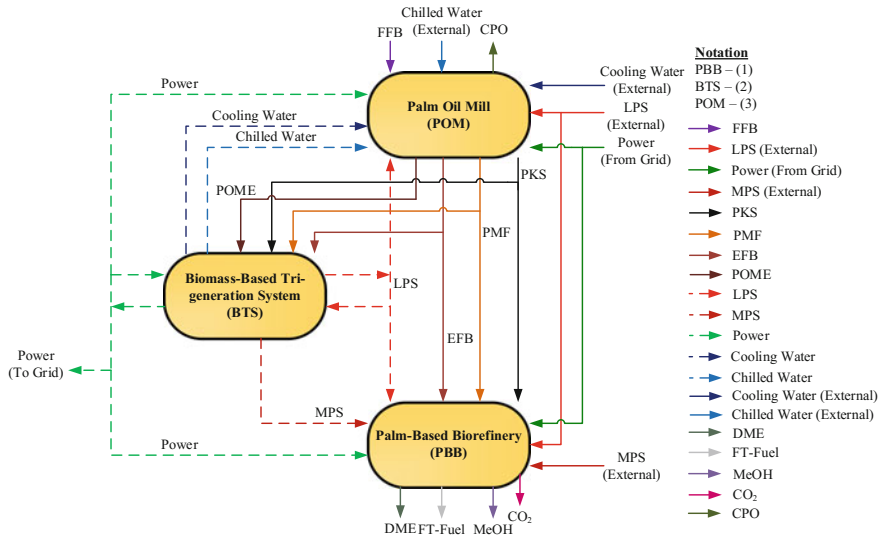 FFB
Chilled Water
(External)
CPO
Power
Cooling Water
Chilled Water
Palm Oil Mill
(POM)
Cooling Water
(External)
LPS
(External)
Power
(From Grid)
POME
PKS
PMF
Biomass-Based Tri-
generation System
(BTS)
LPS
EFB
Power
(To Grid)
MPS
Power
Palm-Based Biorefinery
(PBB)
MPS
(External)
DME
FT-Fuel
MeOH
CO₂
Notation
PBB – (1)
BTS – (2)
POM – (3)
FFB
LPS (External)
Power (From Grid)
MPS (External)
PKS
PMF
EFB
POME
LPS
MPS
Power
Cooling Water
Chilled Water
Cooling Water (External)
Chilled Water (External)
DME
FT-Fuel
MeOH
CO₂
CPO